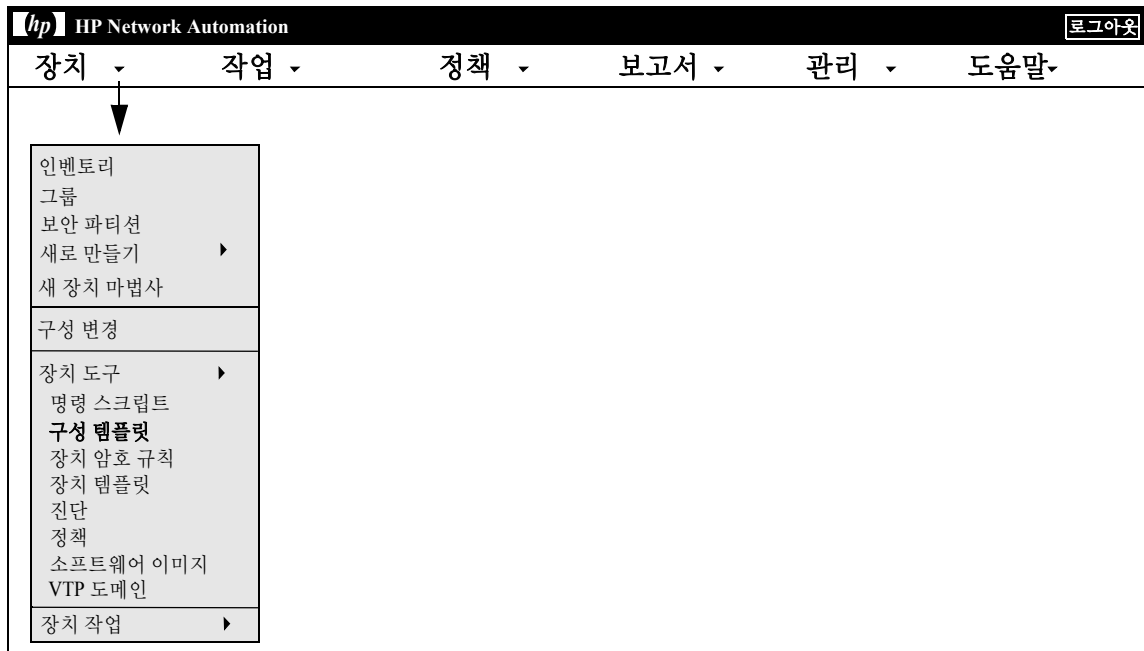 hp HP Network Automation 로그아웃
장치 작업 정책 보고서 관리 도움말
인벤토리
그룹
보안 파티션
새로 만들기
새 장치 마법사
구성 변경
장치 도구
명령 스크립트
구성 템플릿
장치 암호 규칙
장치 템플릿
진단
정책
소프트웨어 이미지
VTP 도메인
장치 작업